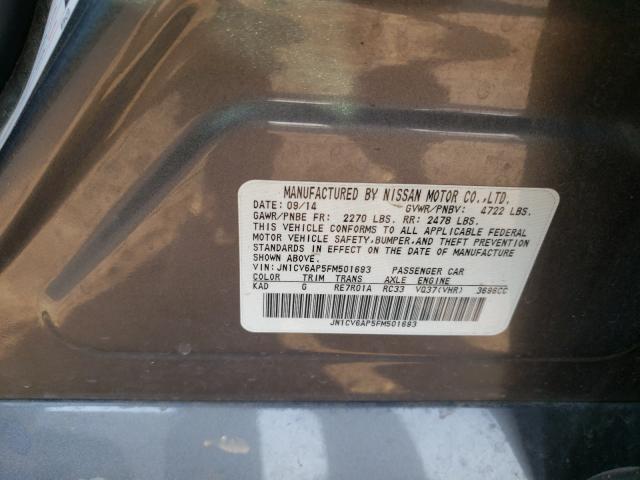 MANUFACTURED BY NISSAN MOTOR CO.,LTD.
DATE: 09/14 GVWR/PNBV: 4722 LBS.
GAWR/PNBE FR: 2270 LBS. RR: 2478 LBS.
THIS VEHICLE CONFORMS TO ALL APPLICABLE FEDERAL
MOTOR VEHICLE SAFETY,BUMPER,AND THEFT PREVENTION
STANDARDS IN EFFECT ON THE DATE OF MANUFACTURE
SHOWN ABOVE.
VIN: JN1CV6AP5FM501693 PASSENGER CAR
COLOR TRIM TRANS AXLE ENGINE
KAD G RE7R01A RC33 VQ37(VHR) 3696CC
JN1CV6AP5FM501693